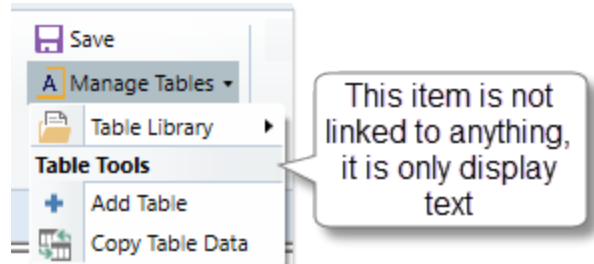 Save
A Manage Tables
Table Library
Table Tools
Add Table
Copy Table Data
This item is not
linked to anything,
it is only display
text